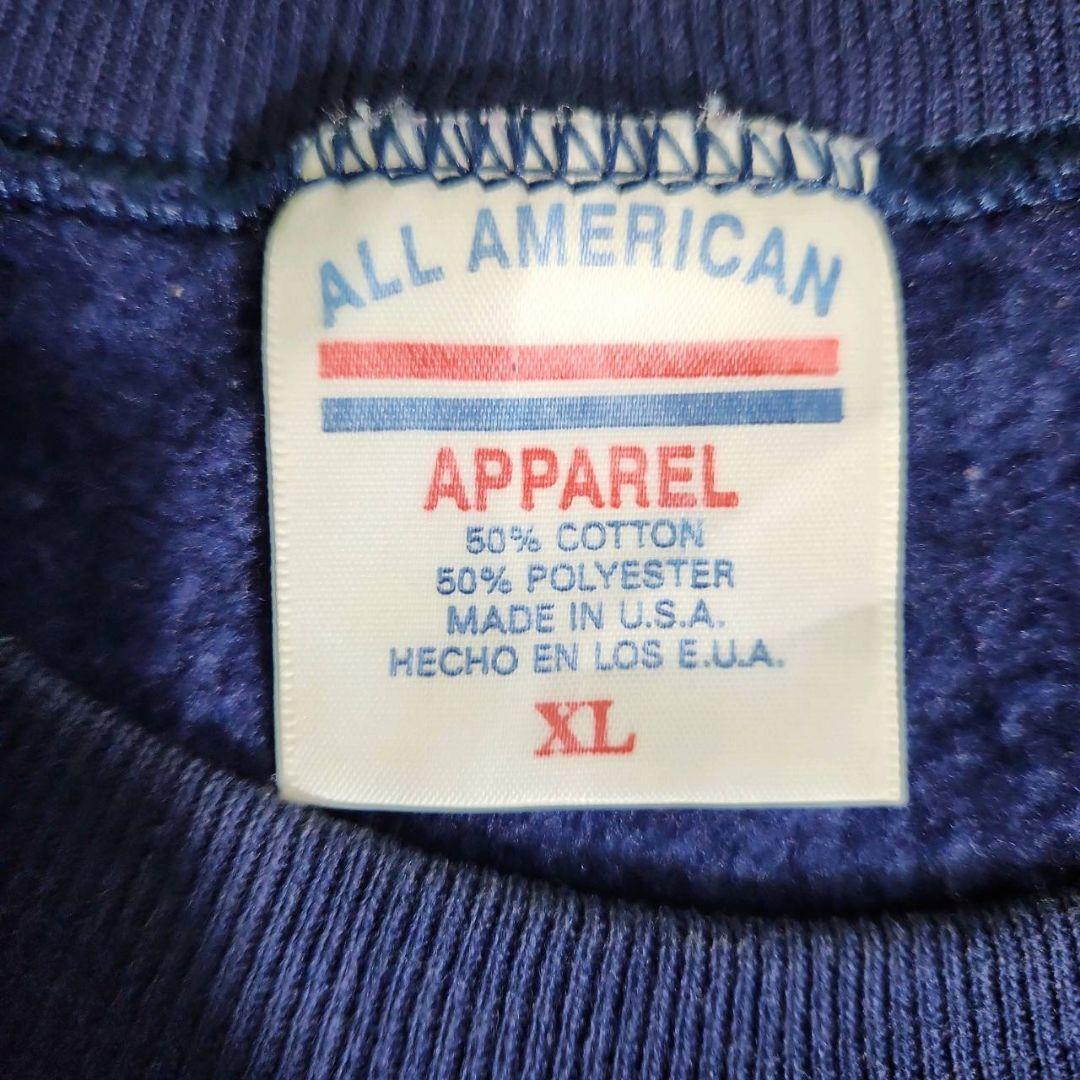 ALL AMERICAN
APPAREL
50% COTTON
50% POLYESTER
MADE IN U.S.A.
HECHO EN LOS E.U.A.
XL